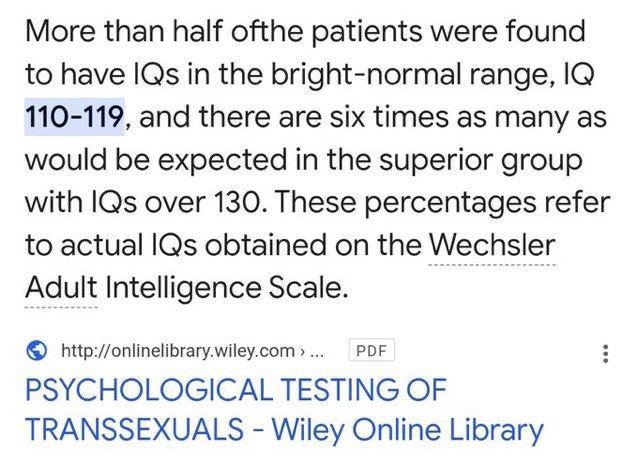 More than half ofthe patients were found
to have IQs in the bright-normal range, IQ
110-119, and there are six times as many as
would be expected in the superior group
with IQs over 130. These percentages refer
to actual IQs obtained on the Wechsler
Adult Intelligence Scale.
http://onlinelibrary.wiley.com › ... PDF
PSYCHOLOGICAL TESTING OF
TRANSSEXUALS - Wiley Online Library